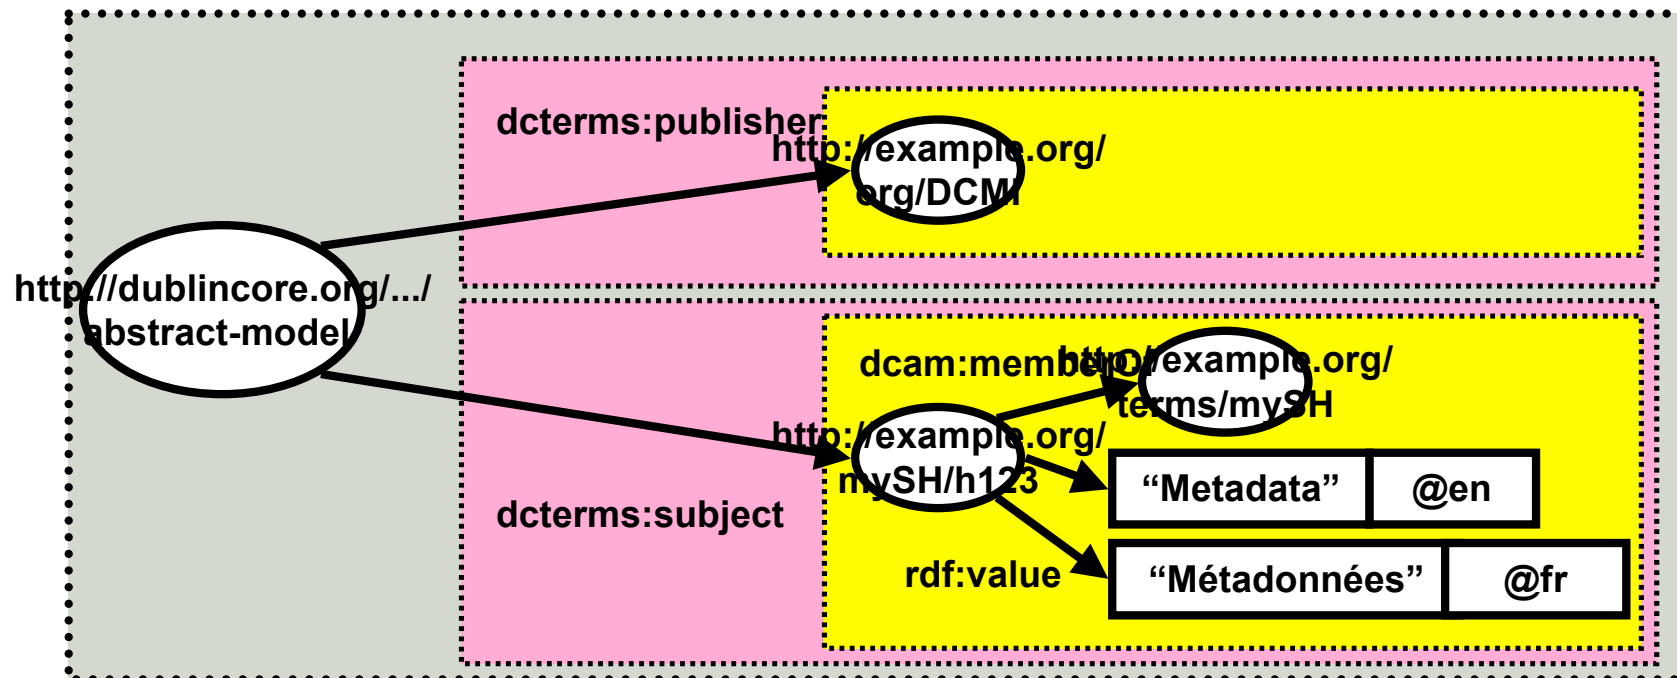 dcterms:publisher
http://example.org/
org/DCMI
http://dublincore.org/.../
abstract-model
dcam:memberOf
http://example.org/
terms/mySH
http://example.org/
mySH/h123
“Metadata” @en
dcterms:subject
rdf:value
“Métadonnées” @fr